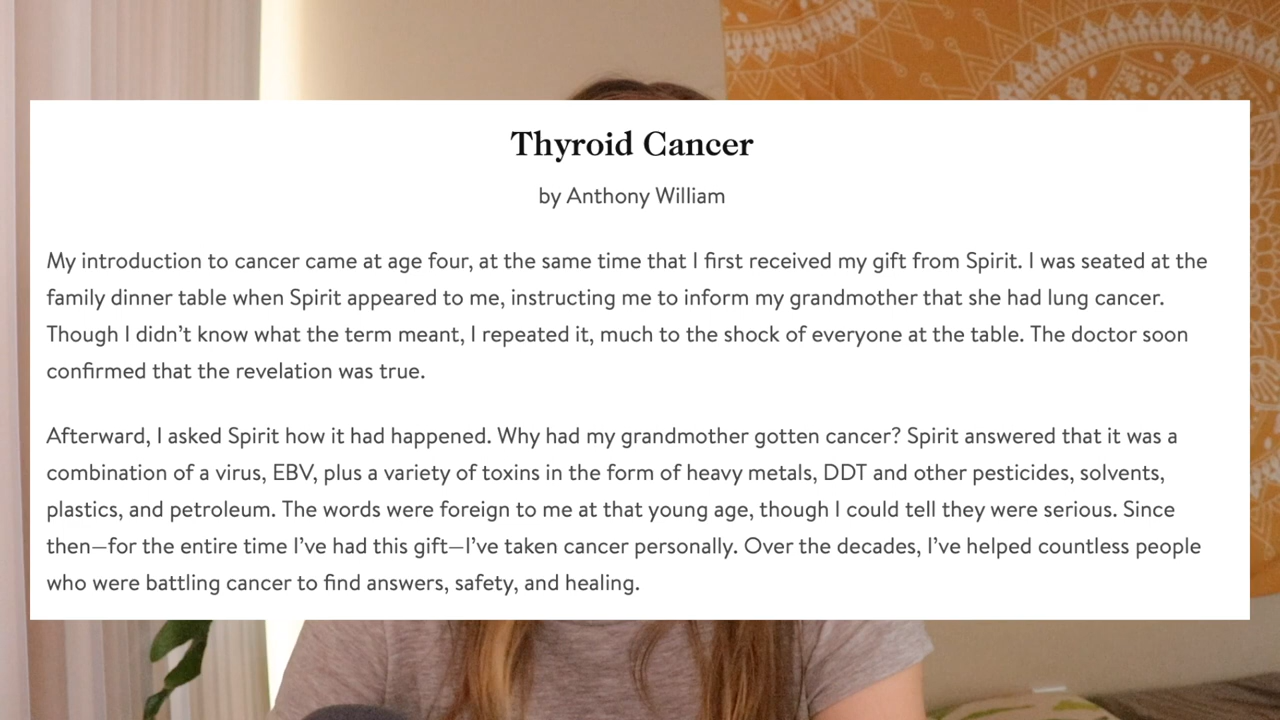 Thyroid Cancer
by Anthony William
My introduction to cancer came at age four, at the same time that I first received my gift from Spirit. I was seated at the
family dinner table when Spirit appeared to me, instructing me to inform my grandmother that she had lung cancer.
Though I didn’t know what the term meant, I repeated it, much to the shock of everyone at the table. The doctor soon
confirmed that the revelation was true.
Afterward, I asked Spirit how it had happened. Why had my grandmother gotten cancer? Spirit answered that it was a
combination of a virus, EBV, plus a variety of toxins in the form of heavy metals, DDT and other pesticides, solvents,
plastics, and petroleum. The words were foreign to me at that young age, though I could tell they were serious. Since
then—for the entire time I’ve had this gift—I’ve taken cancer personally. Over the decades, I’ve helped countless people
who were battling cancer to find answers, safety, and healing.